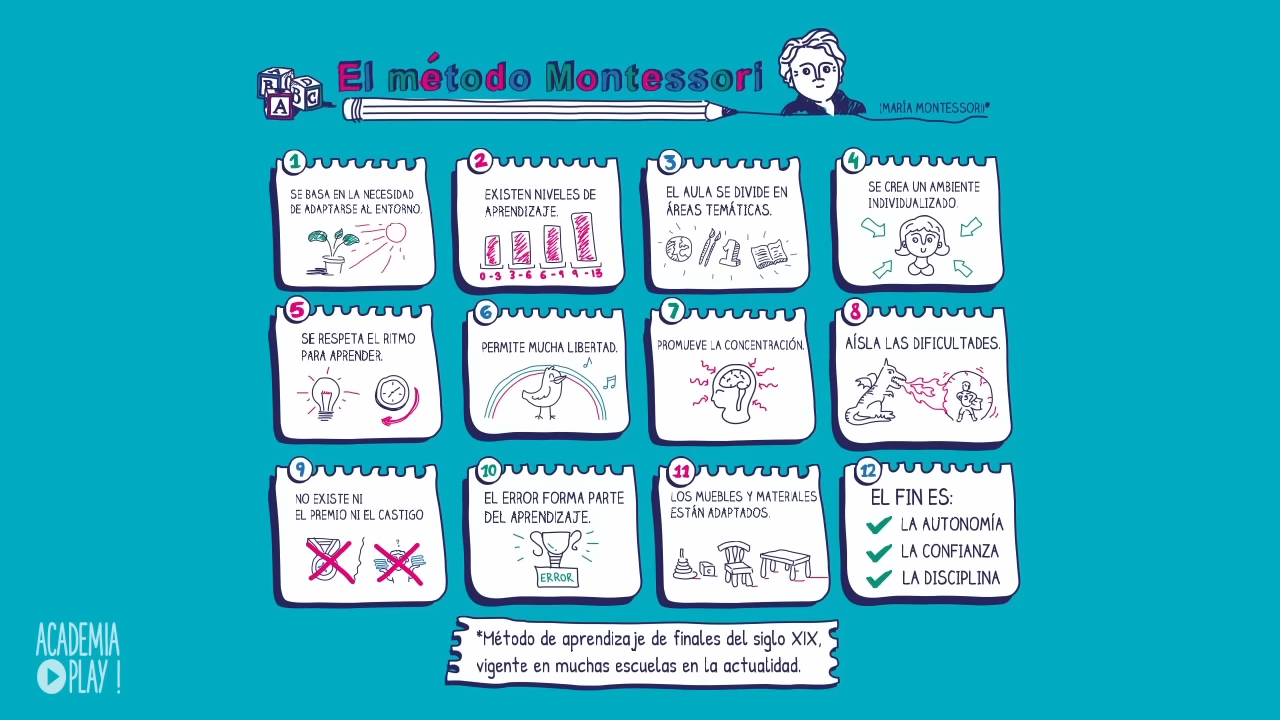 El método Montessori
B
C
A
(MARÍA MONTESSORI)*
1
SE BASA EN LA NECESIDAD
DE ADAPTARSE AL ENTORNO.
2
EXISTEN NIVELES DE
APRENDIZAJE.
0-3 3-6 6-9 9-13
3
EL AULA SE DIVIDE EN
ÁREAS TEMÁTICAS.
1
4
SE CREA UN AMBIENTE
INDIVIDUALIZADO.
5
SE RESPETA EL RITMO
PARA APRENDER.
6
PERMITE MUCHA LIBERTAD.
7
PROMUEVE LA CONCENTRACIÓN.
8
AÍSLA LAS DIFICULTADES.
9
NO EXISTE NI
EL PREMIO NI EL CASTIGO
?
10
EL ERROR FORMA PARTE
DEL APRENDIZAJE.
ERROR
11
LOS MUEBLES Y MATERIALES
ESTÁN ADAPTADOS.
12
EL FIN ES:
LA AUTONOMÍA
LA CONFIANZA
LA DISCIPLINA
*Método de aprendizaje de finales del siglo XIX,
vigente en muchas escuelas en la actualidad.
ACADEMIA
PLAY!